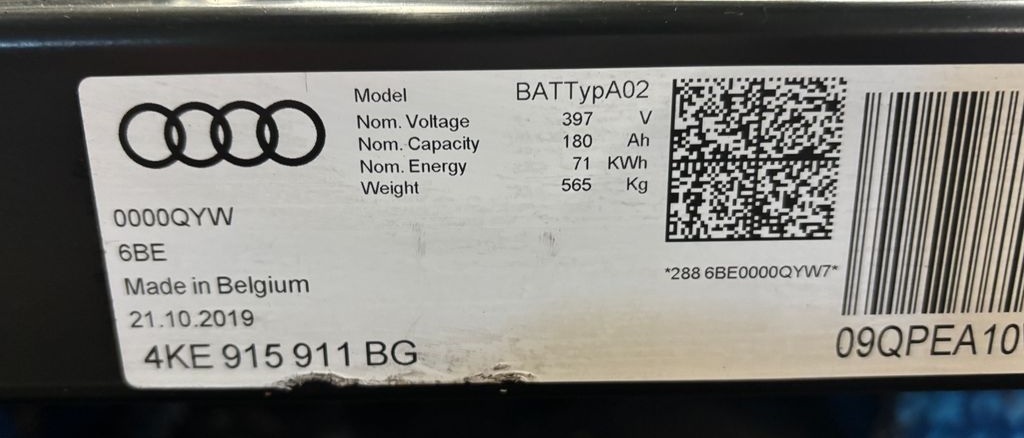 Model BATTypA02
Nom. Voltage 397 V
Nom. Capacity 180 Ah
Nom. Energy 71 KWh
Weight 565 Kg
0000QYW
6BE
Made in Belgium
21.10.2019
4KE 915 911 BG
*288 6BE0000QYW7*
09QPEA10